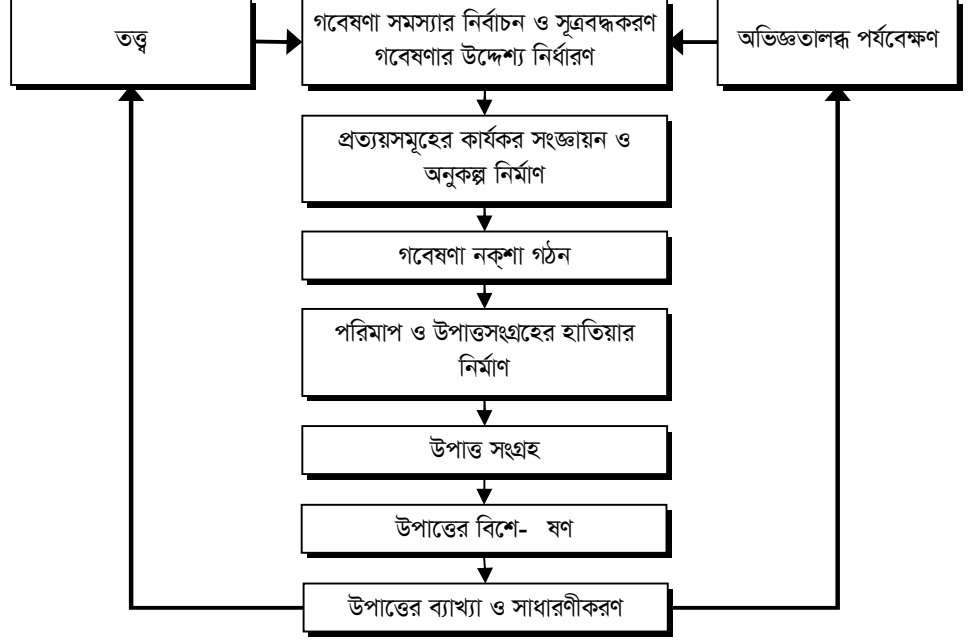 তত্ত্ব
গবেষণা সমস্যার নির্বাচন ও সূত্রবদ্ধকরণ
গবেষণার উদ্দেশ্য নির্ধারণ
অভিজ্ঞতালব্ধ পর্যবেক্ষণ
প্রত্যয়সমূহের কার্যকর সংজ্ঞায়ন ও
অনুকল্প নির্মাণ
গবেষণা নক্‌শা গঠন
পরিমাপ ও উপাত্তসংগ্রহের হাতিয়ার
নির্মাণ
উপাত্ত সংগ্রহ
উপাত্তের বিশে- ষণ
উপাত্তের ব্যাখ্যা ও সাধারণীকরণ